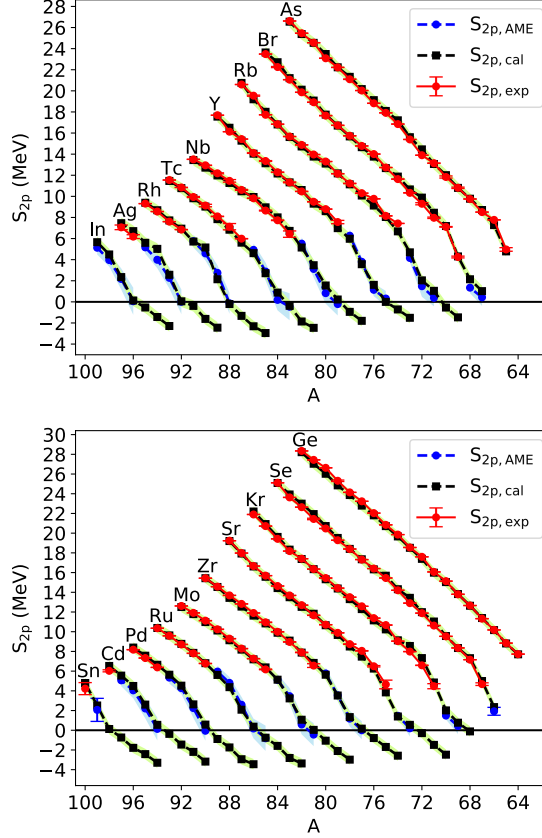 28
26
24
22
20
18
16
14
12
10
8
6
4
2
0
−2
−4
S2p (MeV)
As
Br
Rb
Y
Nb
Tc
Rh
Ag
In
S2p, AME
S2p, cal
S2p, exp
100 96 92 88 84 80 76 72 68 64
A
30
28
26
24
22
20
18
16
14
12
10
8
6
4
2
0
−2
−4
S2p (MeV)
Ge
Se
Kr
Sr
Zr
Mo
Ru
Pd
Cd
Sn
S2p, AME
S2p, cal
S2p, exp
100 96 92 88 84 80 76 72 68 64
A